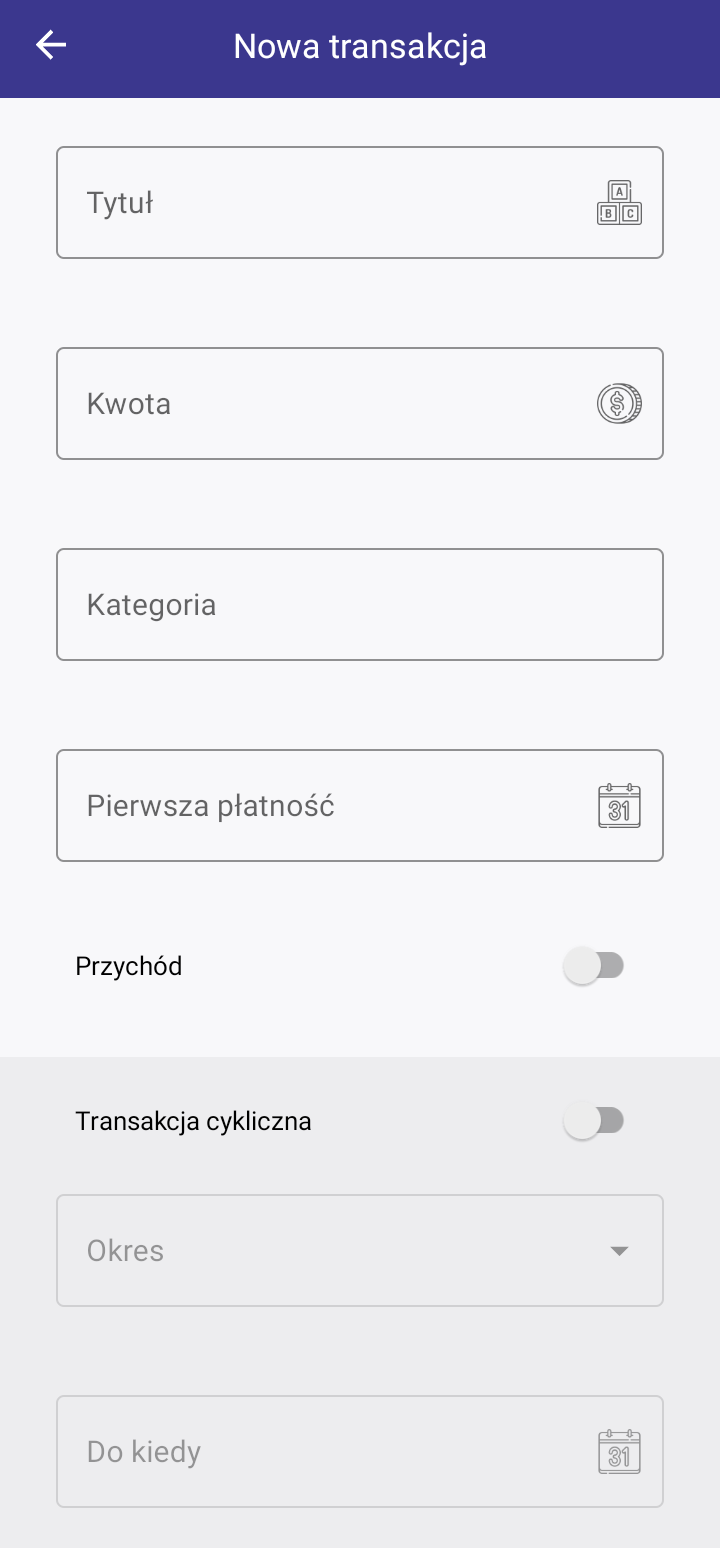 Nowa transakcja
Tytuł
A
B C
Kwota
$
Kategoria
Pierwsza płatność
31
Przychód
Transakcja cykliczna
Okres
Do kiedy
31